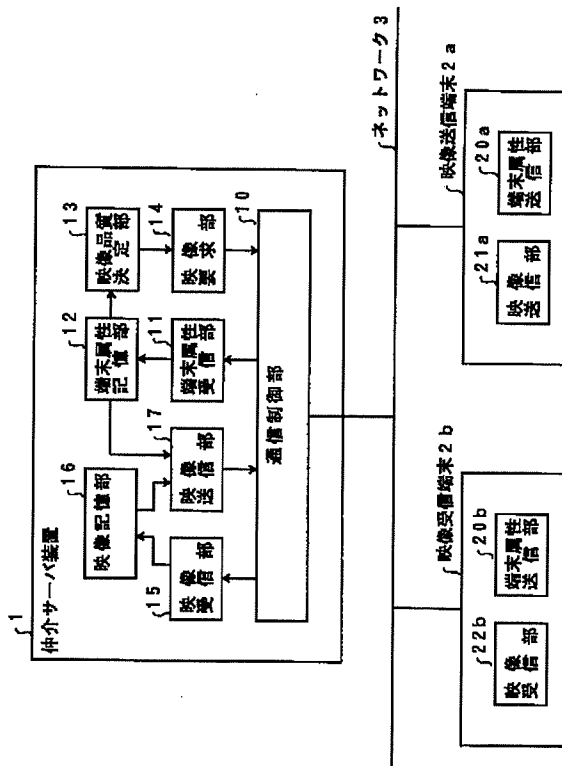 1
仲介サーバ装置
16
映像記憶部
12
端末属性
記憶部
13
映像品質
決定部
15
映像
受信部
17
映像
送信部
11
端末属性
受信部
14
映像
要求部
10
通信制御部
ネットワーク3
映像受信端末2b
22b
映像
受信部
20b
端末属性
送信部
映像送信端末2a
21a
映像
送信部
20a
端末属性
送信部